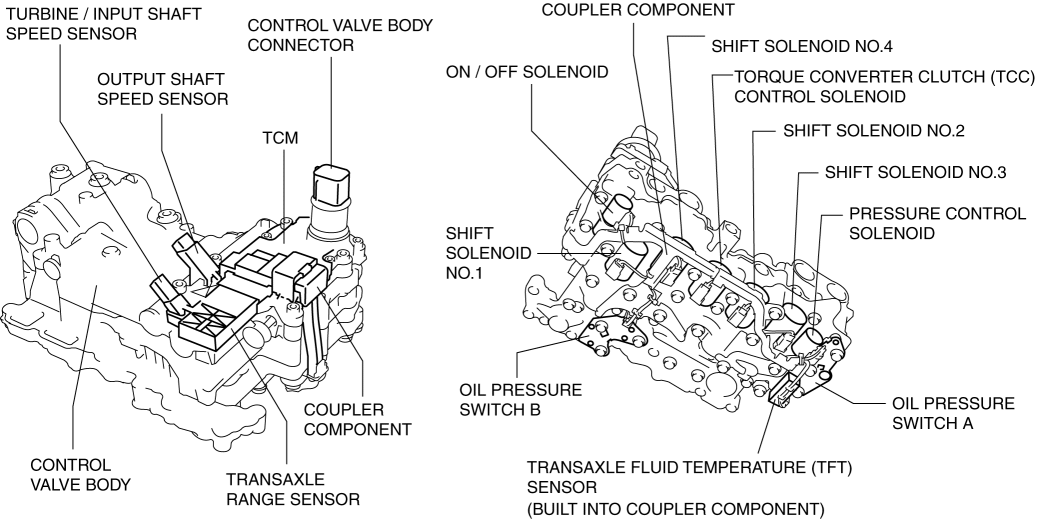 TURBINE / INPUT SHAFT
SPEED SENSOR
CONTROL VALVE BODY
CONNECTOR
OUTPUT SHAFT
SPEED SENSOR
TCM
COUPLER
COMPONENT
CONTROL
VALVE BODY
TRANSAXLE
RANGE SENSOR
COUPLER COMPONENT
SHIFT SOLENOID NO.4
ON / OFF SOLENOID
TORQUE CONVERTER CLUTCH (TCC)
CONTROL SOLENOID
SHIFT SOLENOID NO.2
SHIFT SOLENOID NO.3
PRESSURE CONTROL
SOLENOID
SHIFT
SOLENOID
NO.1
OIL PRESSURE
SWITCH B
OIL PRESSURE
SWITCH A
TRANSAXLE FLUID TEMPERATURE (TFT)
SENSOR
(BUILT INTO COUPLER COMPONENT)